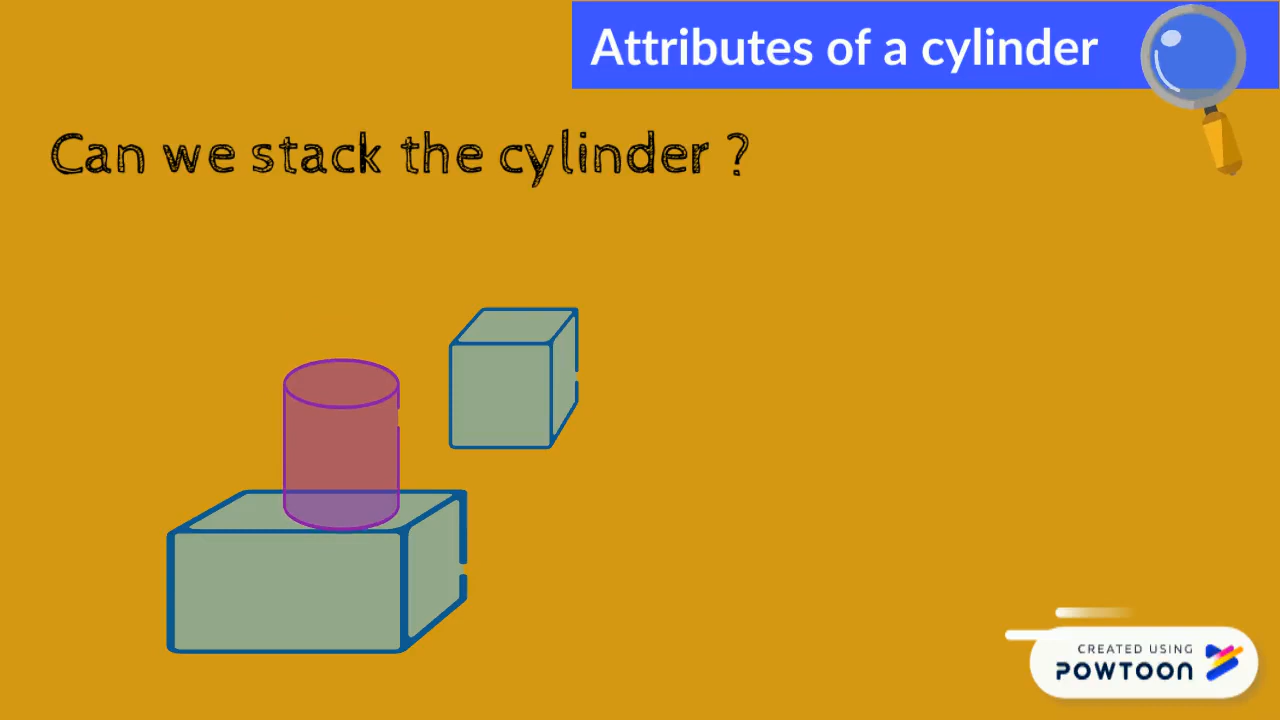 Attributes of a cylinder
Can we stack the cylinder ?
CREATED USING
POWTOON